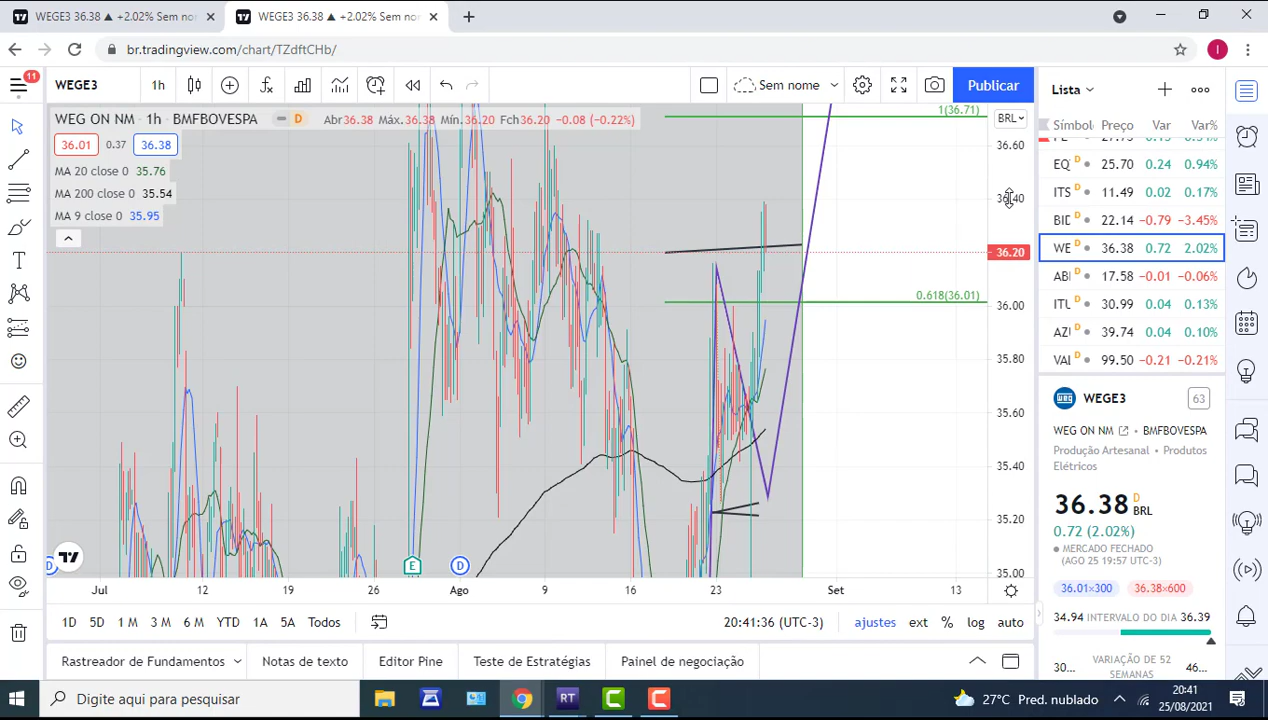 WEGE3 36.38 ▲ +2.02% Sem no
WEGE3 36.38 ▲ +2.02% Sem no
br.tradingview.com/chart/TZdftCHb/
I
11
WEGE3
1h
Sem nome
Publicar
Lista
WEG ON NM · 1h · BMFBOVESPA
D
Abr36.38 Máx.36.38 Mín.36.20 Fch36.20 −0.08 (−0.22%)
36.01
0.37
36.38
MA 20 close 0 35.76
MA 200 close 0 35.54
MA 9 close 0 35.95
1(36.71)
0.618(36.01)
BRL
36.60
36.40
36.20
36.00
35.80
35.60
35.40
35.20
35.00
E
D
D
Jul
12
19
26
Ago
9
16
23
Set
13
Símbolo
Preço
Var
Var%
EQ D 25.70 0.24 0.94%
ITS D 11.49 0.02 0.17%
BID D 22.14 −0.79 −3.45%
WE D 36.38 0.72 2.02%
ABI D 17.58 −0.01 −0.06%
ITU D 30.99 0.04 0.13%
AZU D 39.74 0.04 0.10%
VAI D 99.50 −0.21 −0.21%
WEGE3
63
WEG ON NM • BMFBOVESPA
Produção Artesanal • Produtos
Elétricos
36.38 D BRL
0.72 (2.02%)
MERCADO FECHADO
(AGO 25 19:57 UTC-3)
36.01×300
36.38×600
34.94 INTERVALO DO DIA 36.39
30...
VARIAÇÃO DE 52
SEMANAS
46...
1D 5D 1 M 3 M 6 M YTD 1A 5A Todos
20:41:36 (UTC-3)
ajustes
ext
%
log
auto
Rastreador de Fundamentos
Notas de texto
Editor Pine
Teste de Estratégias
Painel de negociação
Digite aqui para pesquisar
RT
27°C Pred. nublado
20:41
25/08/2021